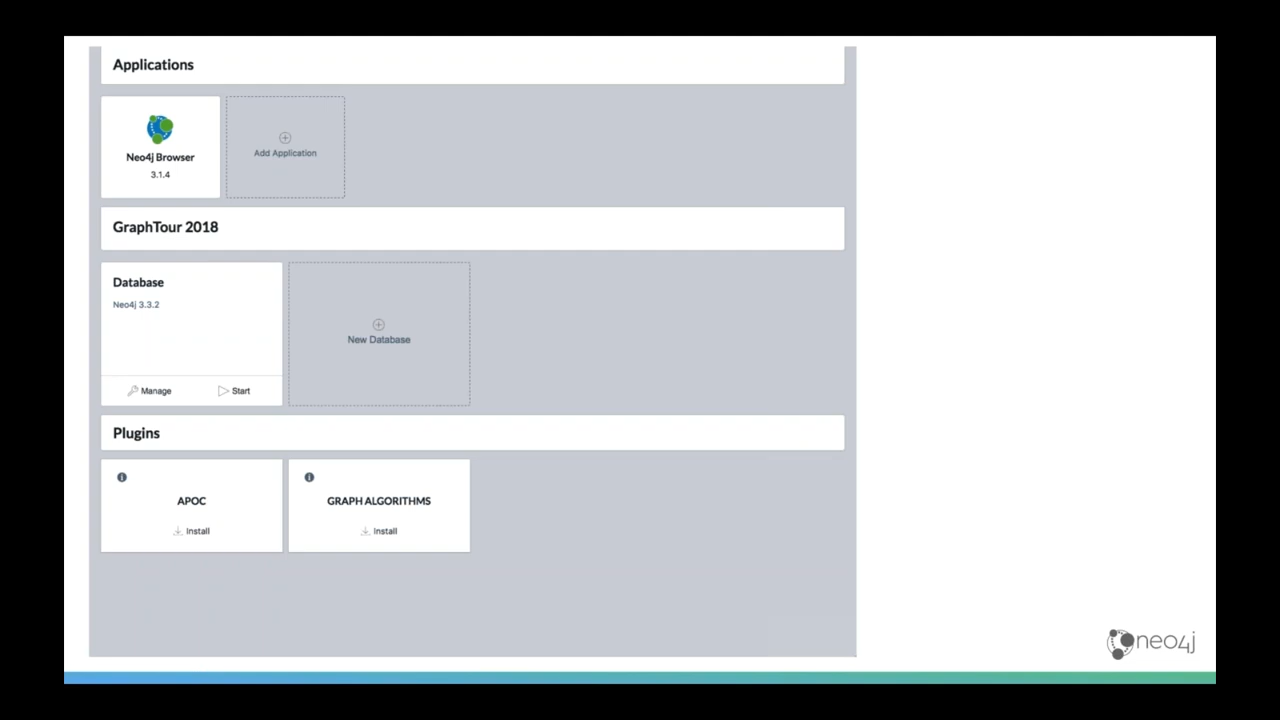 Applications
Neo4j Browser
3.1.4
Add Application
GraphTour 2018
Database
Neo4j 3.3.2
New Database
Manage
Start
Plugins
APOC
Install
GRAPH ALGORITHMS
Install
neo4j